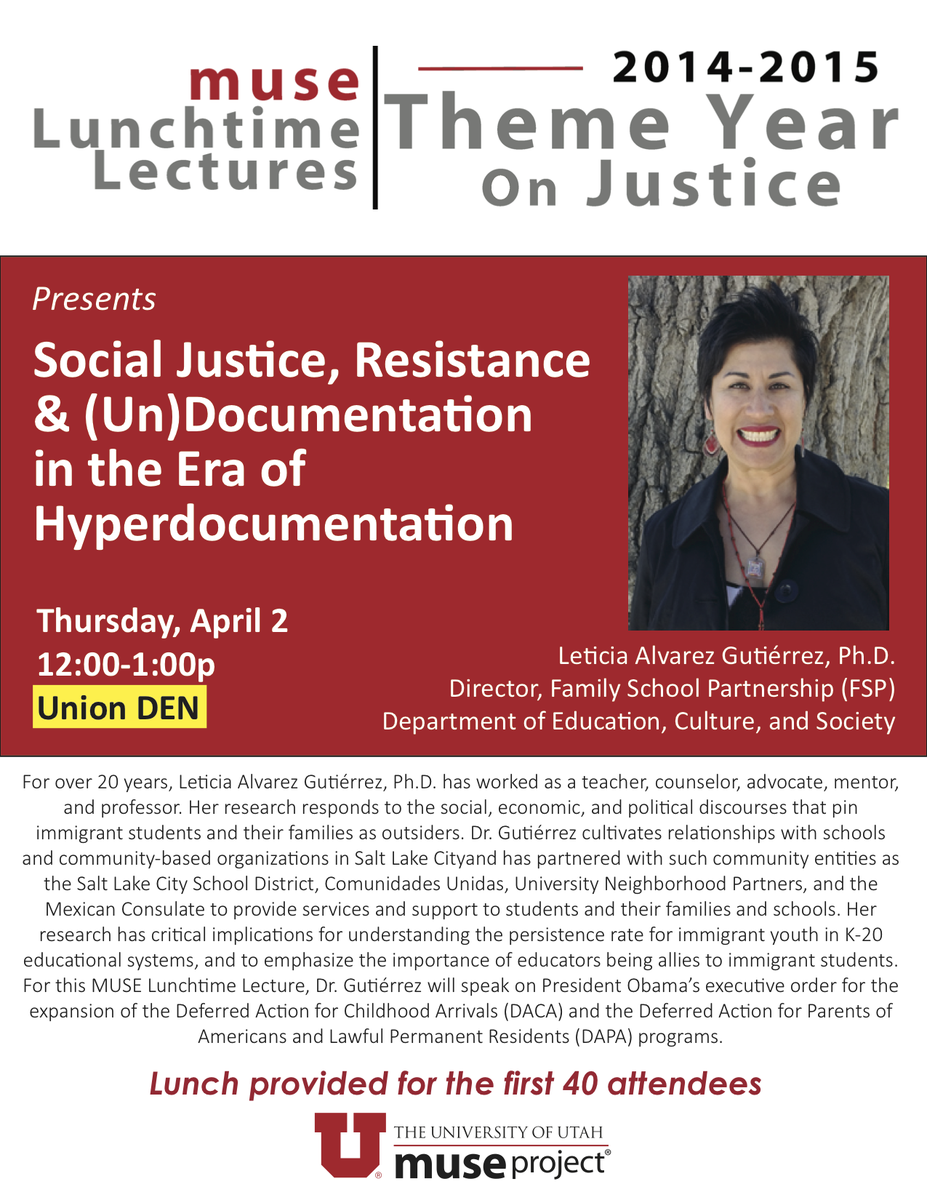 muse
Lunchtime
Lectures
2014-2015
Theme Year
On Justice
Presents
Social Justice, Resistance
& (Un)Documentation
in the Era of
Hyperdocumentation
Thursday, April 2
12:00-1:00p
Union DEN
Leticia Alvarez Gutiérrez, Ph.D.
Director, Family School Partnership (FSP)
Department of Education, Culture, and Society
For over 20 years, Leticia Alvarez Gutiérrez, Ph.D. has worked as a teacher, counselor, advocate, mentor,
and professor. Her research responds to the social, economic, and political discourses that pin
immigrant students and their families as outsiders. Dr. Gutiérrez cultivates relationships with schools
and community-based organizations in Salt Lake Cityand has partnered with such community entities as
the Salt Lake City School District, Comunidades Unidas, University Neighborhood Partners, and the
Mexican Consulate to provide services and support to students and their families and schools. Her
research has critical implications for understanding the persistence rate for immigrant youth in K-20
educational systems, and to emphasize the importance of educators being allies to immigrant students.
For this MUSE Lunchtime Lecture, Dr. Gutiérrez will speak on President Obama’s executive order for the
expansion of the Deferred Action for Childhood Arrivals (DACA) and the Deferred Action for Parents of
Americans and Lawful Permanent Residents (DAPA) programs.
Lunch provided for the first 40 attendees
U®
THE UNIVERSITY OF UTAH
museproject®